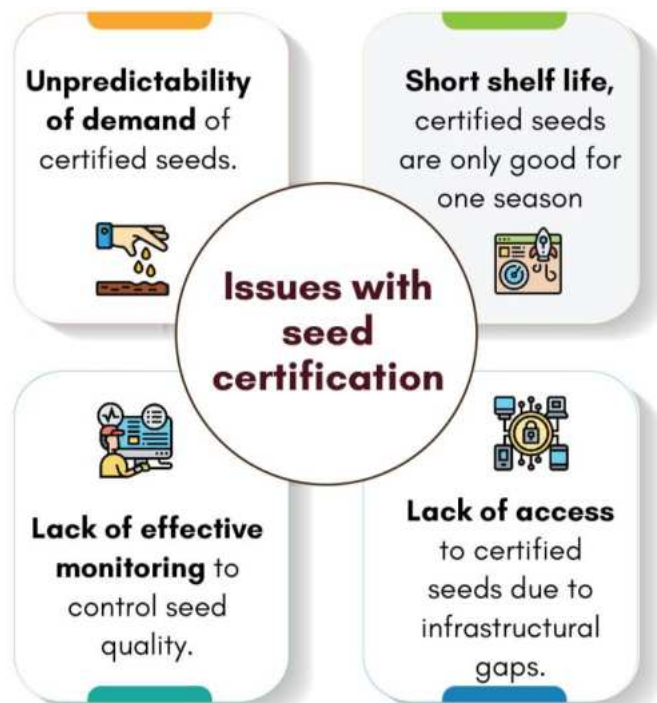 Unpredictability
of demand of
certified seeds.
Short shelf life,
certified seeds
are only good for
one season
Issues with
seed
certification
Lack of effective
monitoring to
control seed
quality.
Lack of access
to certified
seeds due to
infrastructural
gaps.